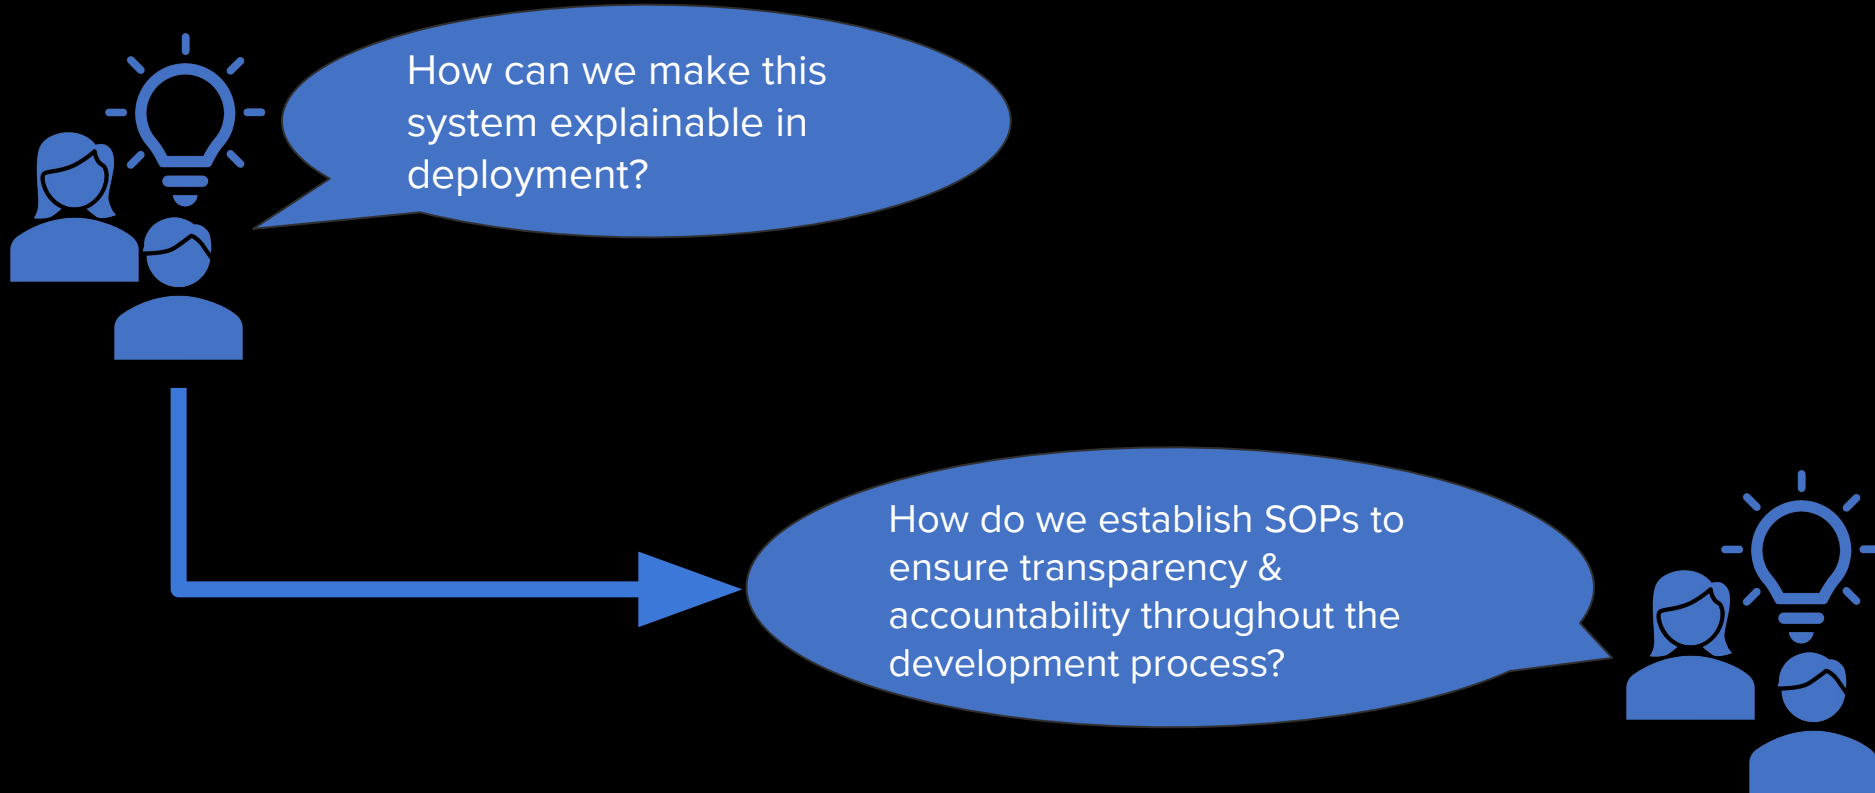 How can we make this
system explainable in
deployment?
How do we establish SOPs to
ensure transparency &
accountability throughout the
development process?